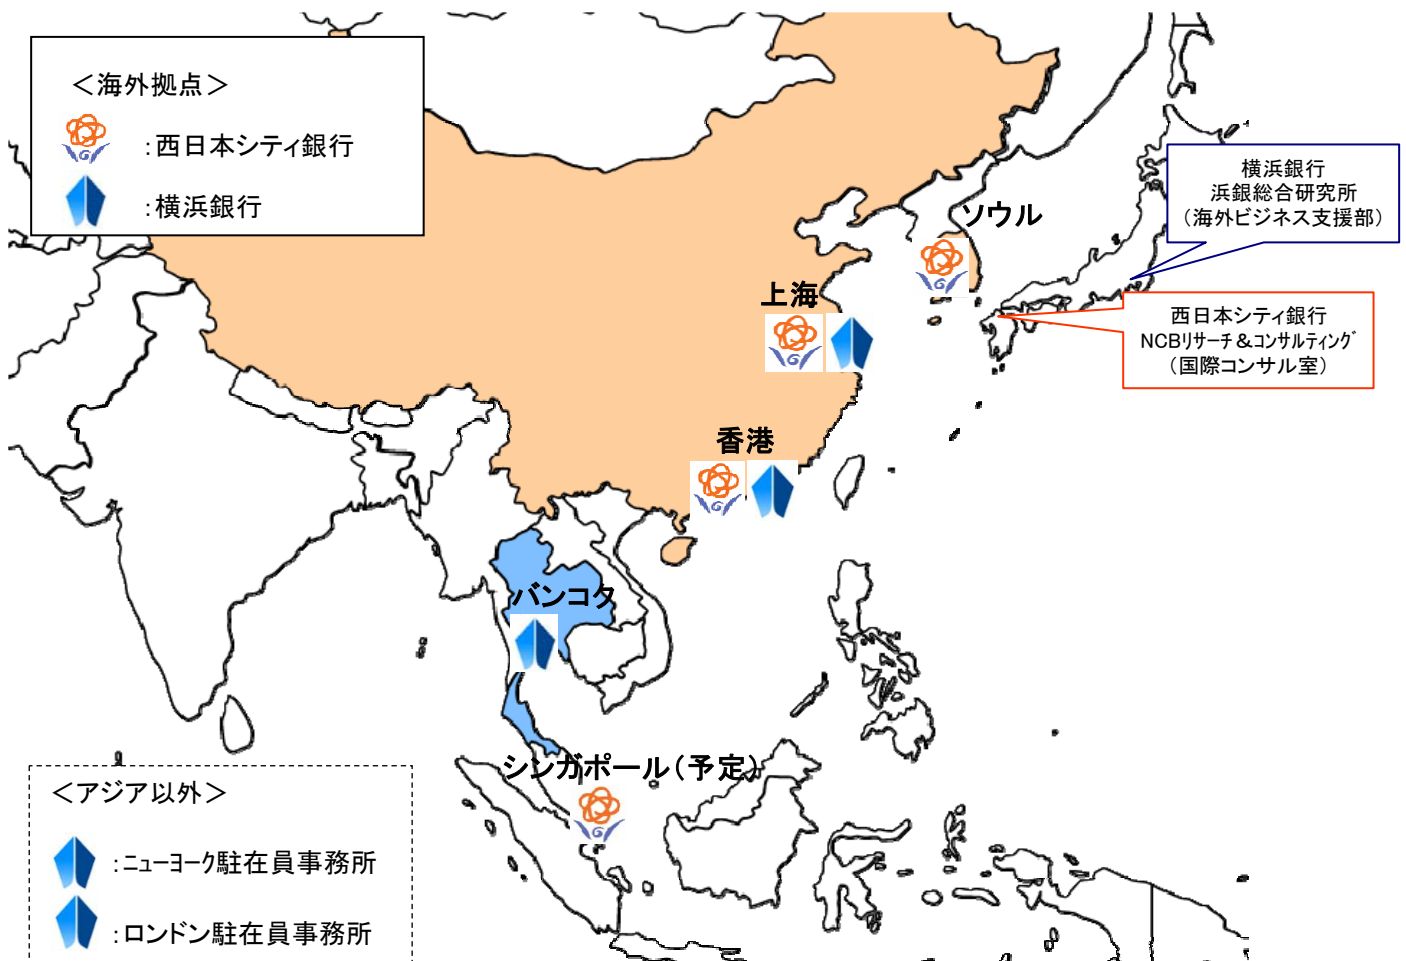 ＜海外拠点＞
：西日本シティ銀行
：横浜銀行
横浜銀行
浜銀総合研究所
（海外ビジネス支援部）
ソウル
上海
西日本シティ銀行
NCBリサーチ＆コンサルティング
（国際コンサル室）
香港
バンコク
シンガポール（予定）
＜アジア以外＞
：ニューヨーク駐在員事務所
：ロンドン駐在員事務所